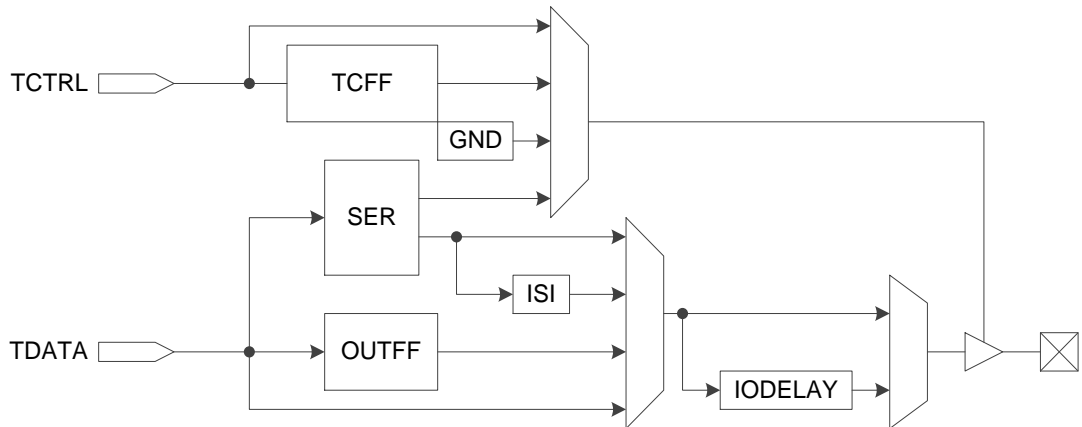 TCTRL
TCFF
GND
SER
ISI
TDATA
OUTFF
IODELAY